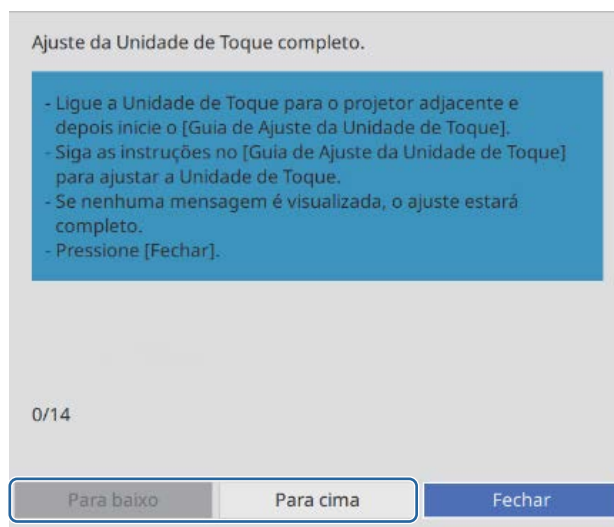 Ajuste da Unidade de Toque completo.
- Ligue a Unidade de Toque para o projetor adjacente e
depois inicie o [Guia de Ajuste da Unidade de Toque].
- Siga as instruções no [Guia de Ajuste da Unidade de Toque]
para ajustar a Unidade de Toque.
- Se nenhuma mensagem é visualizada, o ajuste estará
completo.
- Pressione [Fechar].
0/14
Para baixo
Para cima
Fechar